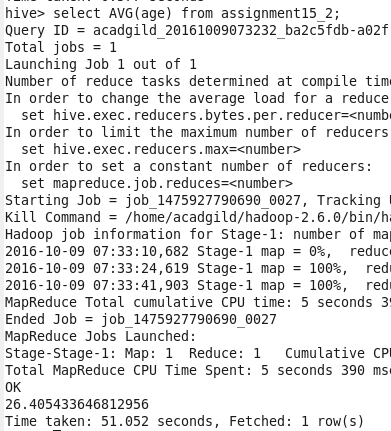 hive> select AVG(age) from assignment15_2;
Query ID = acadgild_20161009073232_ba2c5fdb-a02f
Total jobs = 1
Launching Job 1 out of 1
Number of reduce tasks determined at compile time
In order to change the average load for a reduce
set hive.exec.reducers.bytes.per.reducer=<numb
In order to limit the maximum number of reducers
set hive.exec.reducers.max=<number>
In order to set a constant number of reducers:
set mapreduce.job.reduces=<number>
Starting Job = job_1475927790690_0027, Tracking U
Kill Command = /home/acadgild/hadoop-2.6.0/bin/ha
Hadoop job information for Stage-1: number of map
2016-10-09 07:33:10,682 Stage-1 map = 0%,  reduc
2016-10-09 07:33:24,619 Stage-1 map = 100%,  red
2016-10-09 07:33:41,903 Stage-1 map = 100%,  red
MapReduce Total cumulative CPU time: 5 seconds 39
Ended Job = job_1475927790690_0027
MapReduce Jobs Launched:
Stage-Stage-1: Map: 1  Reduce: 1   Cumulative CPU
Total MapReduce CPU Time Spent: 5 seconds 390 mse
OK
26.405433646812956
Time taken: 51.052 seconds, Fetched: 1 row(s)